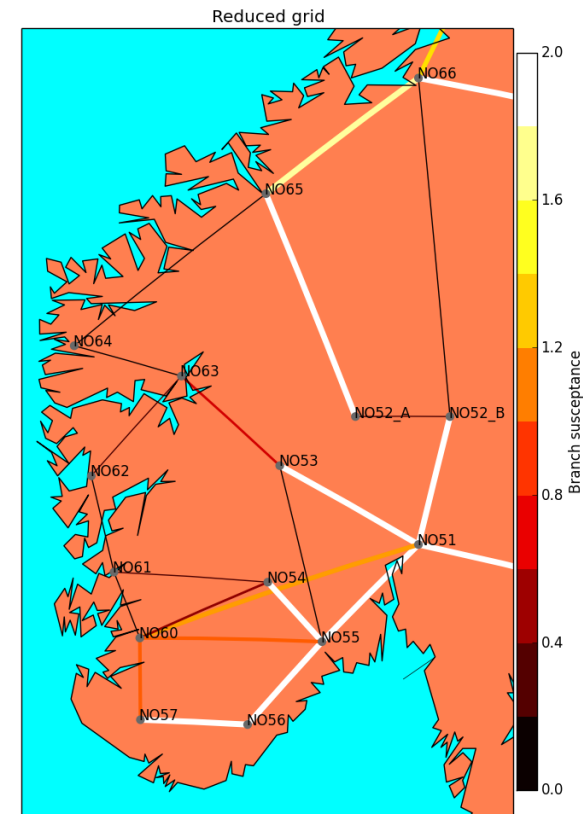 Reduced grid
NO66
2.0
NO65
1.6
NO64
1.2
NO63
NO52_A
NO52_B
Branch susceptance
NO53
NO62
0.8
NO51
NO61
NO54
NO60
NO55
0.4
NO57
NO56
0.0